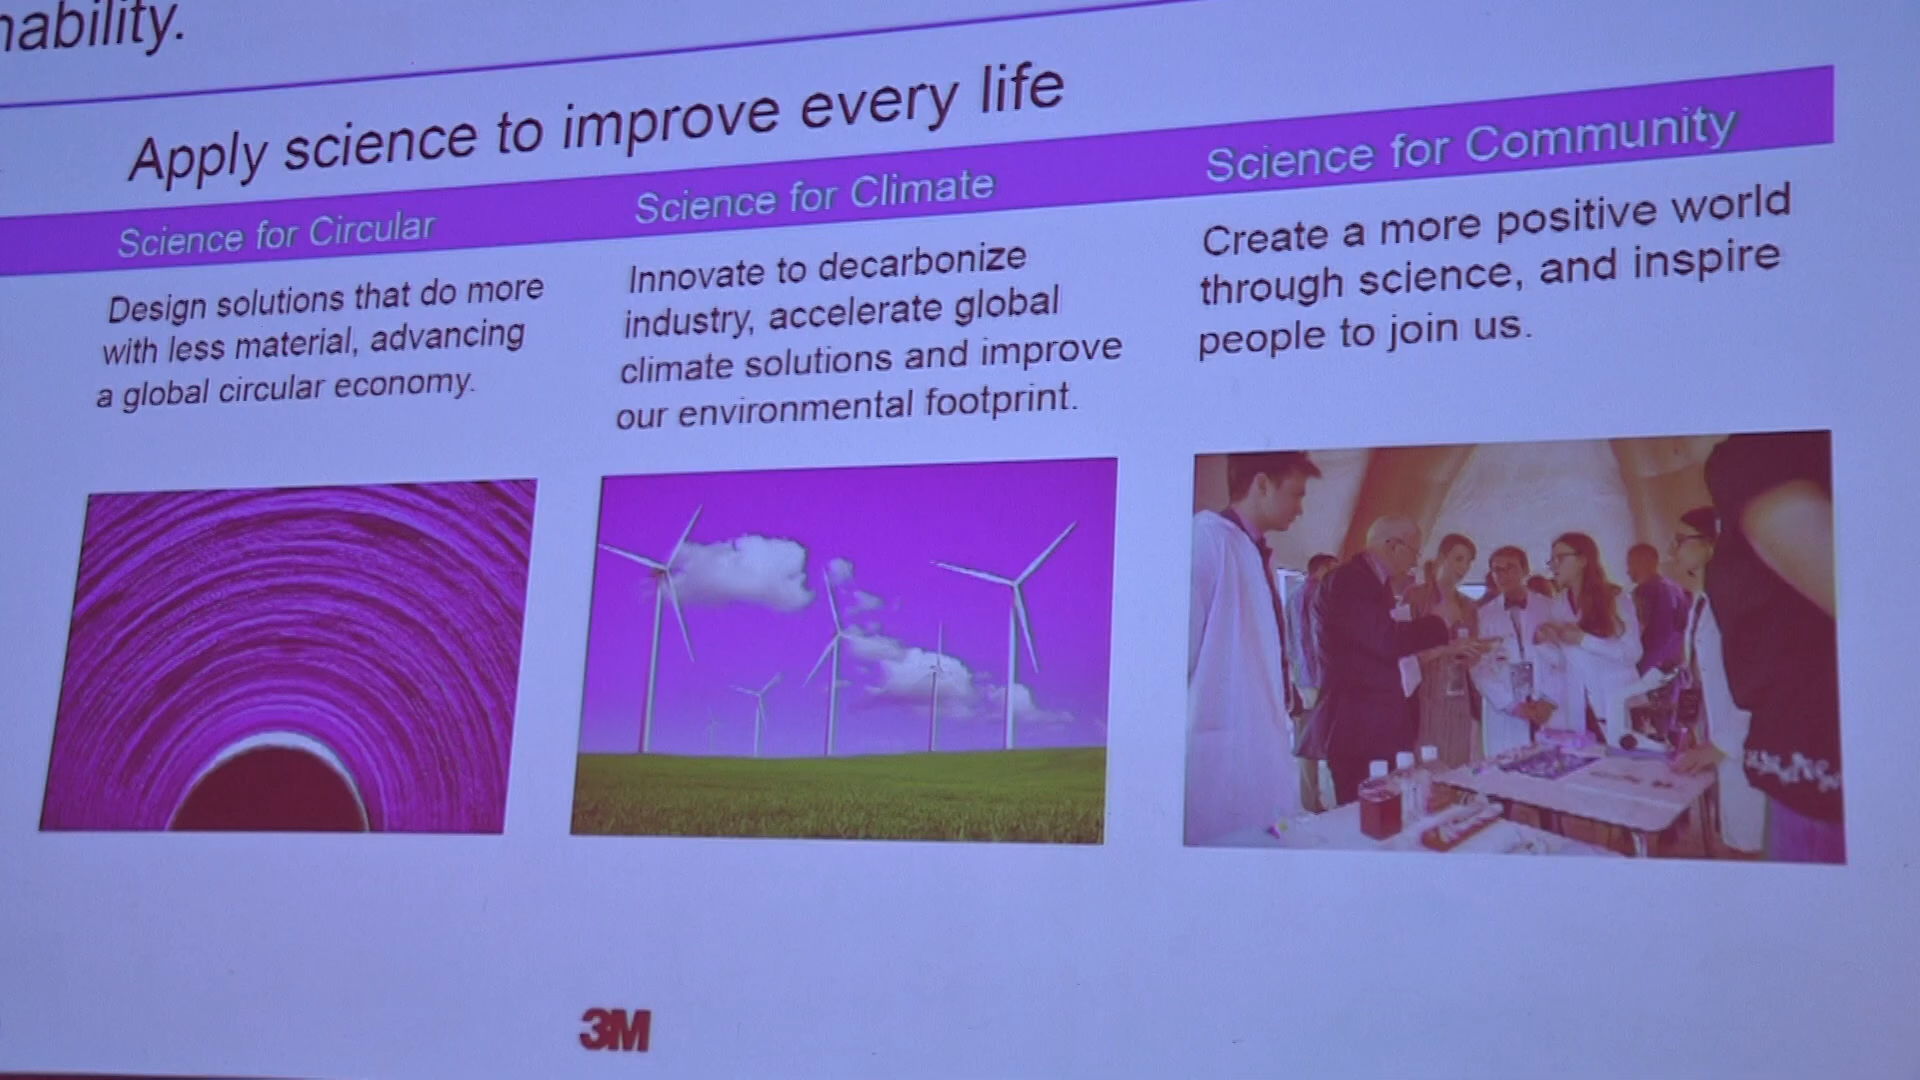 nability.
Apply science to improve every life
Science for Circular
Design solutions that do more
with less material, advancing
a global circular economy.
Science for Climate
Innovate to decarbonize
industry, accelerate global
climate solutions and improve
our environmental footprint.
Science for Community
Create a more positive world
through science, and inspire
people to join us.
3M